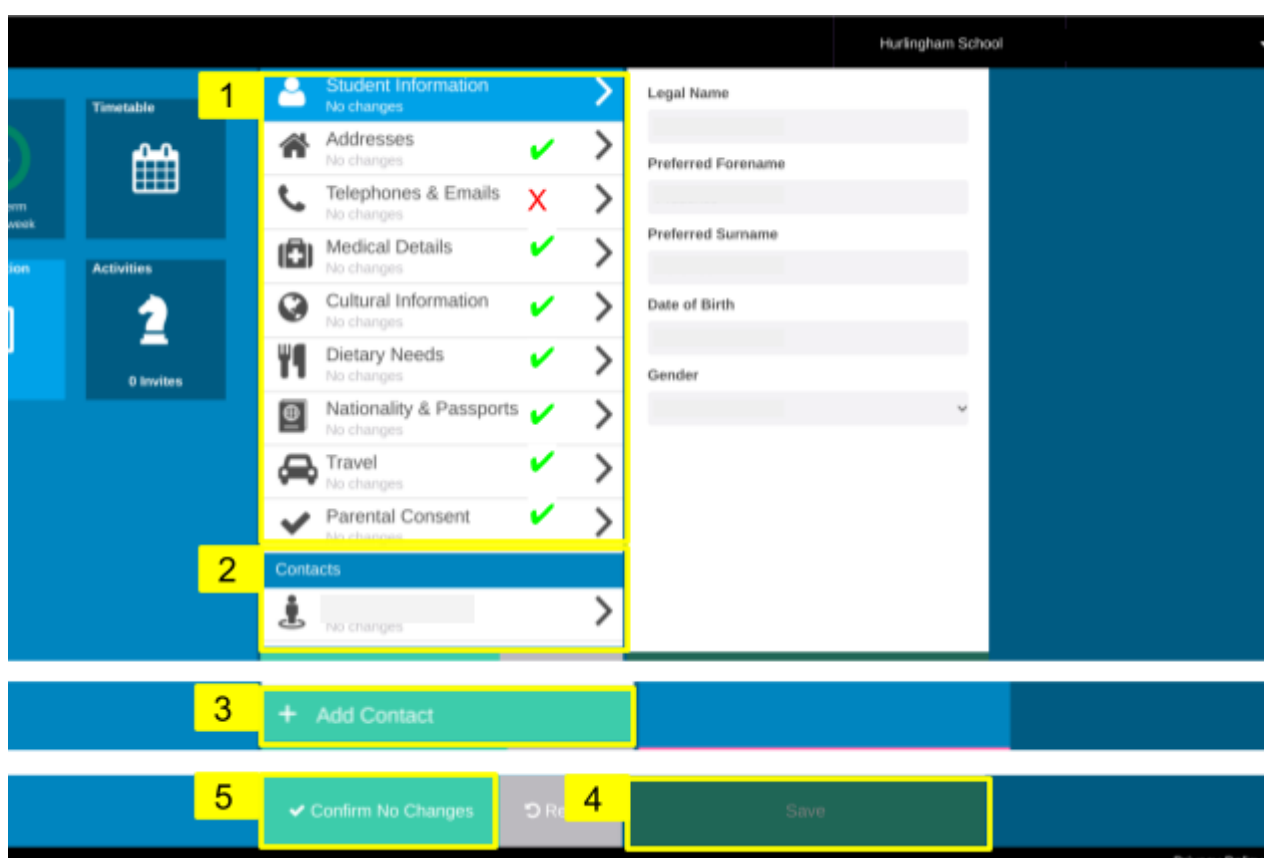 Hurlingham School
1
Timetable
Student Information
No changes
Legal Name
Addresses
No changes
Telephones & Emails
No changes
X
Preferred Forename
week
Medical Details
No changes
Preferred Surname
Activities
Cultural Information
No changes
Date of Birth
Dietary Needs
No changes
0 Invites
Gender
Nationality & Passports
No changes
Travel
No changes
Parental Consent
No changes
2
Contacts
No changes
3
+ Add Contact
5
Confirm No Changes
4
Save